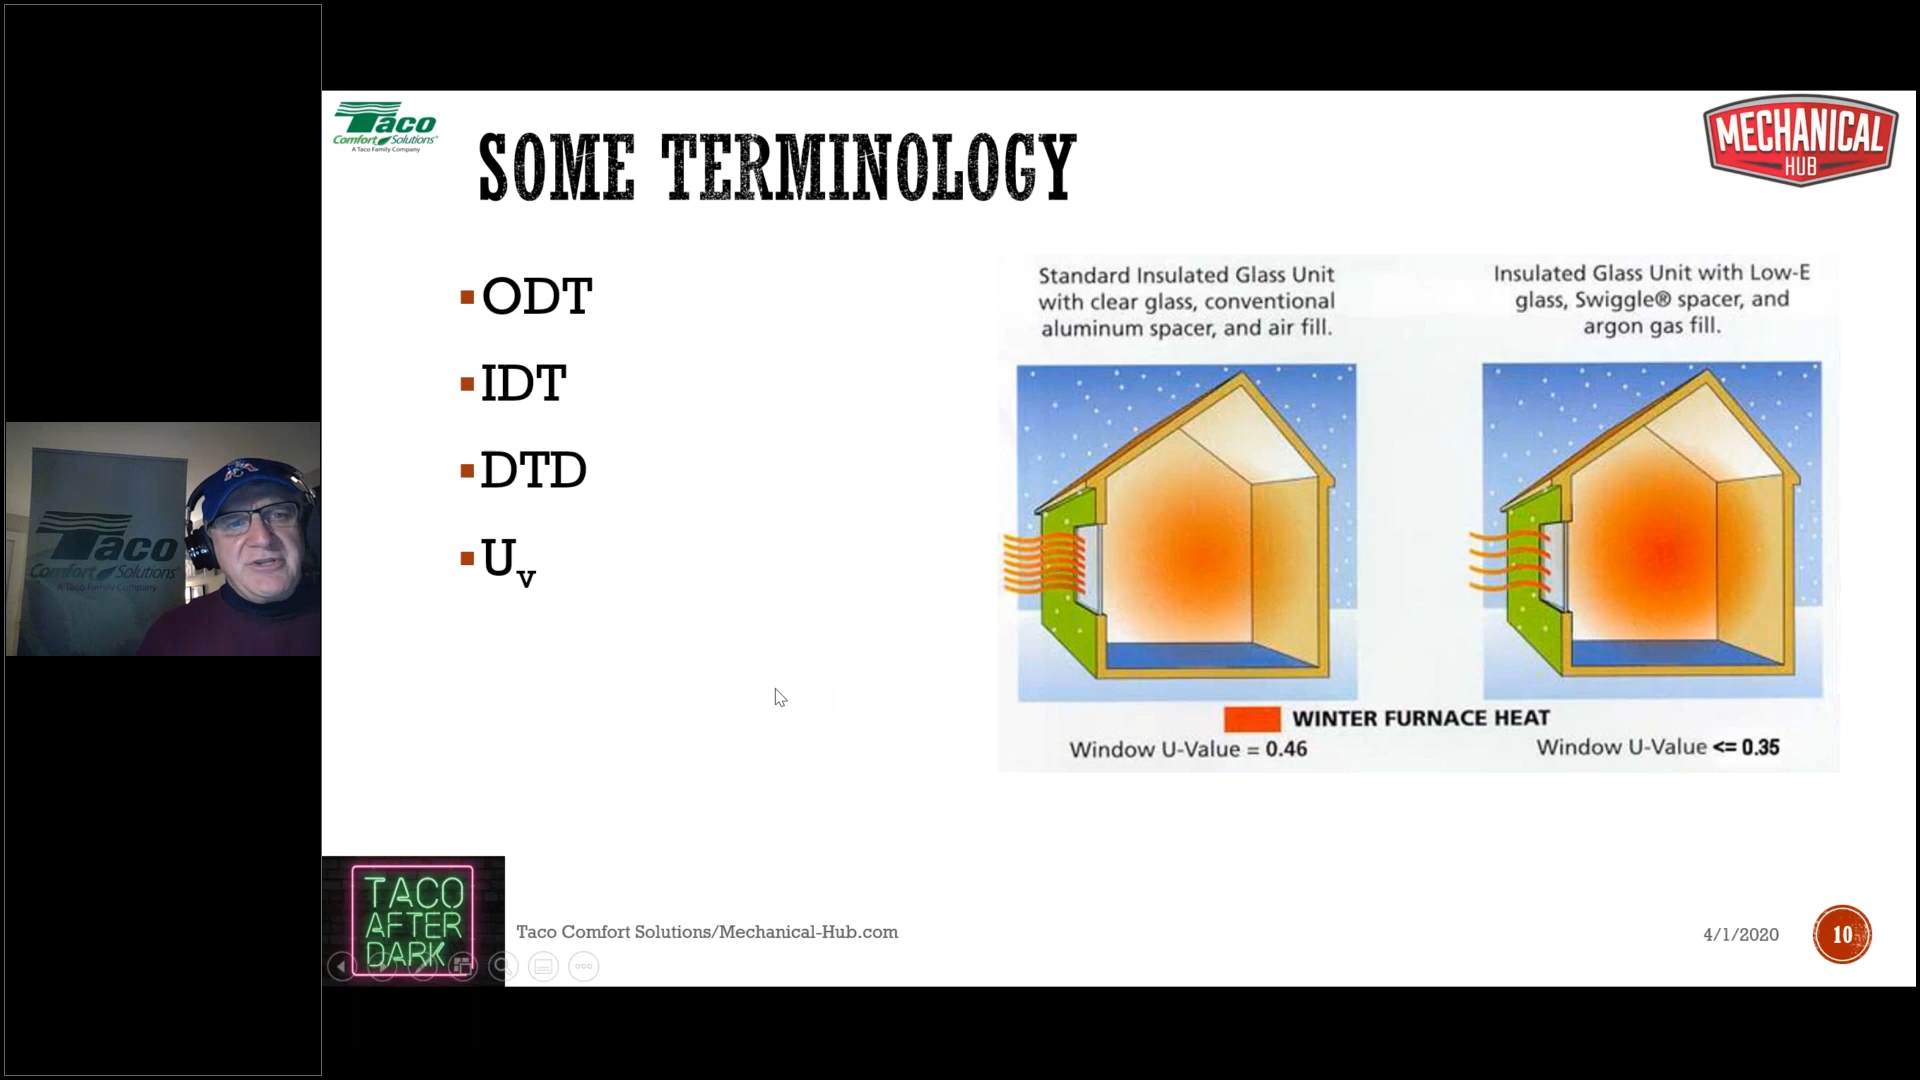 Taco
Comfort Solutions®
A Taco Family Company
SOME TERMINOLOGY
MECHANICAL
HUB
▪ODT
▪IDT
▪DTD
▪Uv
Standard Insulated Glass Unit
with clear glass, conventional
aluminum spacer, and air fill.
Insulated Glass Unit with Low-E
glass, Swiggle® spacer, and
argon gas fill.
WINTER FURNACE HEAT
Window U-Value = 0.46
Window U-Value <= 0.35
Taco
Comfort Solutions
A Taco Family Company
TACO
AFTER
DARK
Taco Comfort Solutions/Mechanical-Hub.com
4/1/2020
10